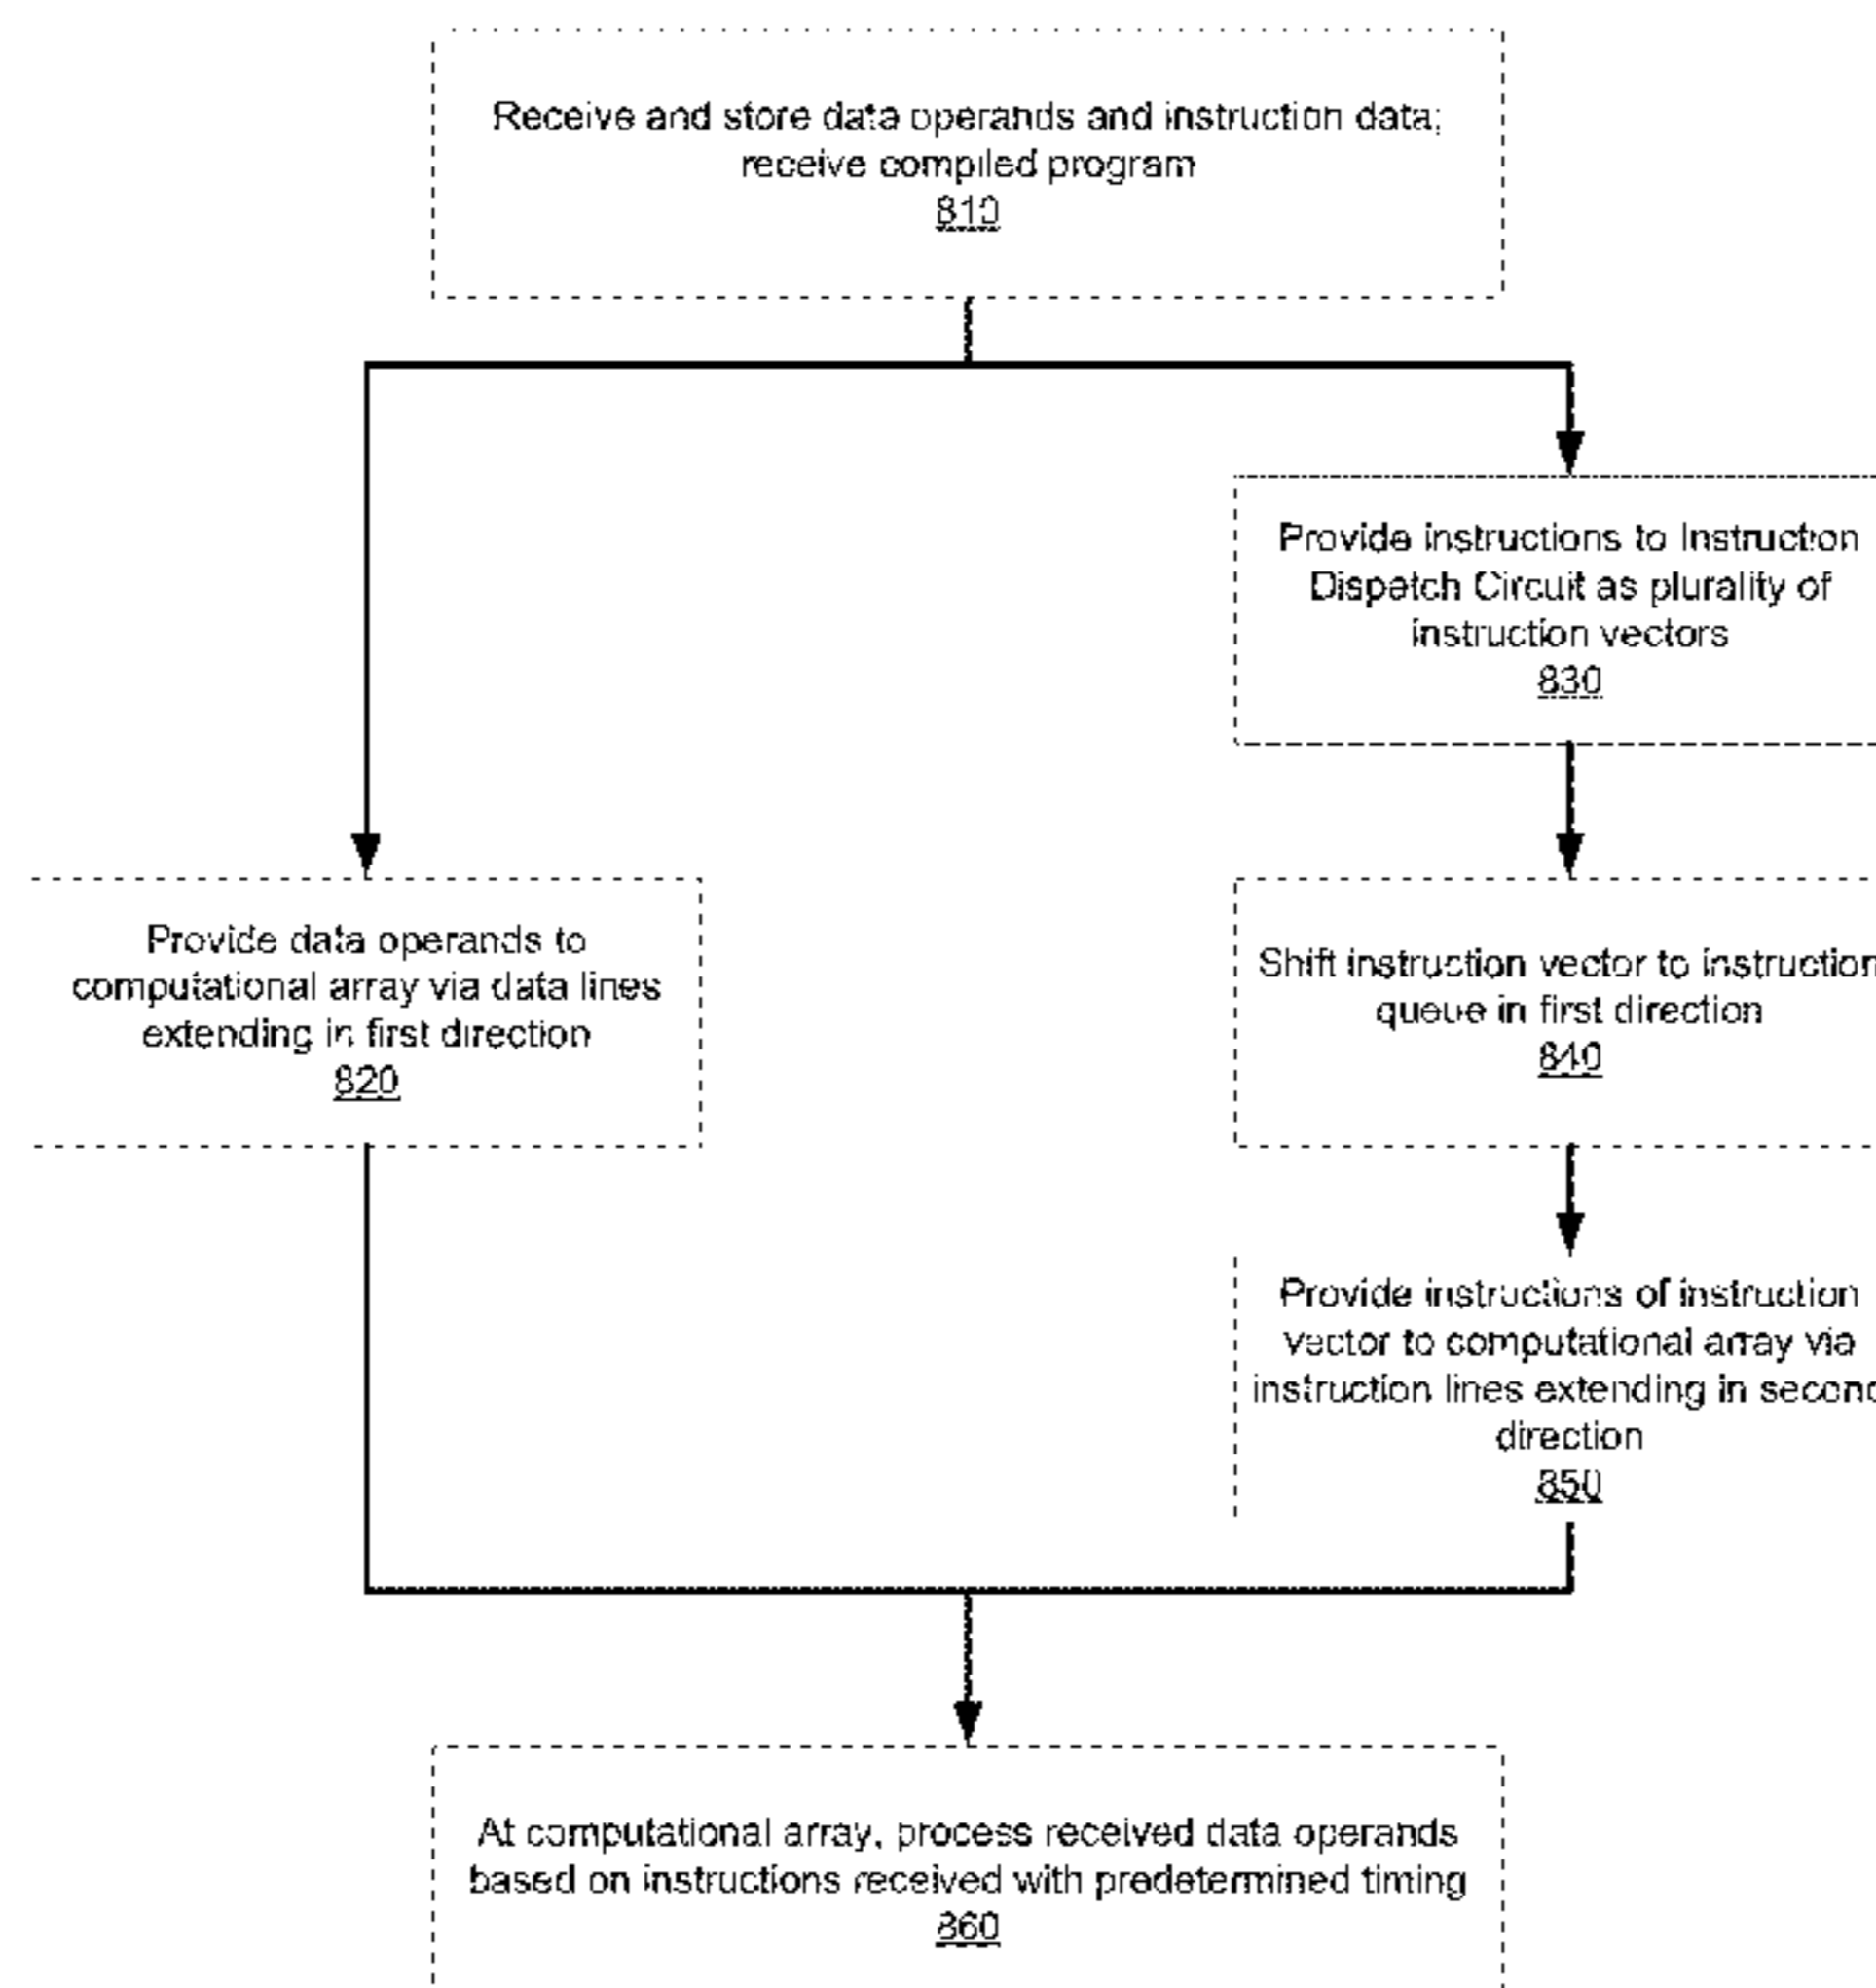 Receive and store data operands and instruction data;
receive compiled program
810
Provide instructions to Instruction
Dispatch Circuit as plurality of
instruction vectors
830
Provide data operands to
computational array via data lines
extending in first direction
820
Shift instruction vector to instruction
queue in first direction
840
Provide instructions of instruction
vector to computational array via
instruction lines extending in second
direction
850
At computational array, process received data operands
based on instructions received with predetermined timing
860